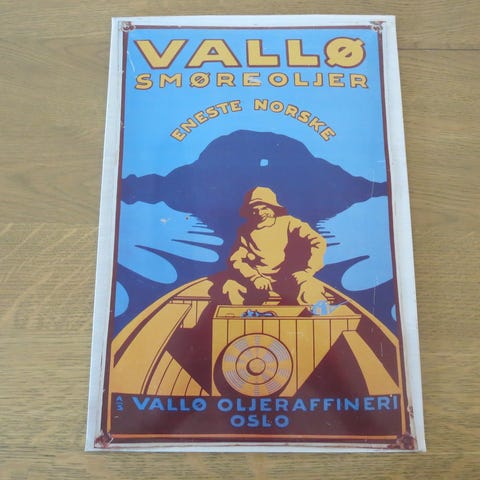 VALLØ
SMØREOLJER
ENESTE NORSKE
A/S VALLØ OLJERAFFINERI
OSLO